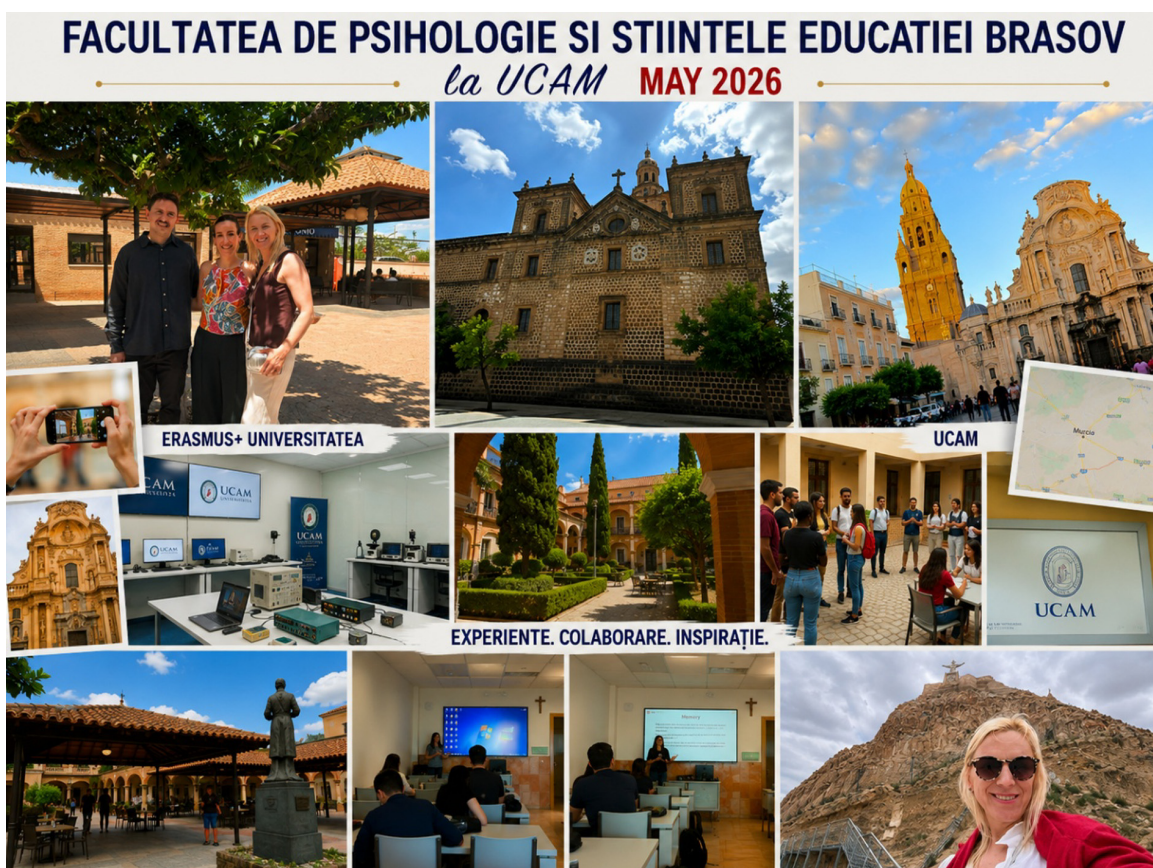 FACULTATEA DE PSIHOLOGIE SI STIINTELE EDUCATIEI BRASOV
la UCAM MAY 2026
ERASMUS+ UNIVERSITATEA
UCAM
Murcia
UCAM
UCAM
UCAM
UCAM
EXPERIENTE. COLABORARE. INSPIRAȚIE.